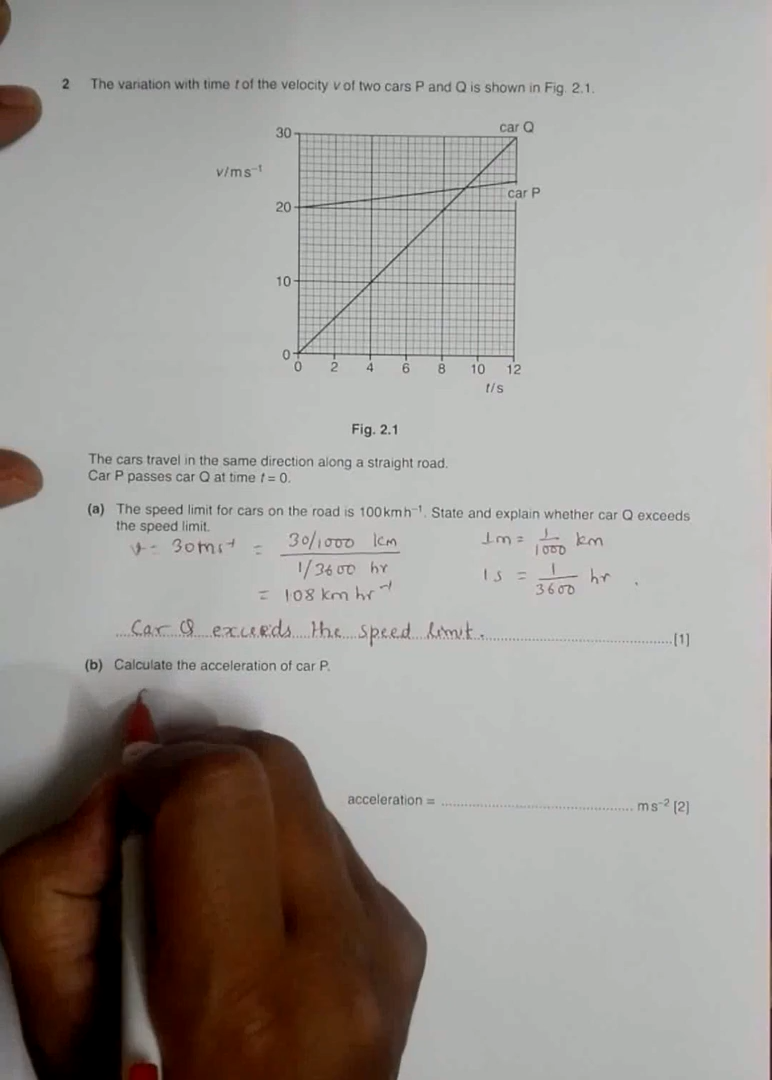 2 The variation with time t of the velocity v of two cars P and Q is shown in Fig. 2.1.
car Q
30
v/ms⁻¹
car P
20
10
0
0 2 4 6 8 10 12
t/s
Fig. 2.1
The cars travel in the same direction along a straight road.
Car P passes car Q at time t = 0.
(a) The speed limit for cars on the road is 100kmh⁻¹. State and explain whether car Q exceeds
the speed limit.
v = 30ms⁻¹ = 30/1000 km 1m = 1/1000 km
1/3600 hr 1s = 1/3600 hr
= 108 km hr⁻¹
Car Q exceeds the speed limit. [1]
(b) Calculate the acceleration of car P.
acceleration = ms⁻² [2]